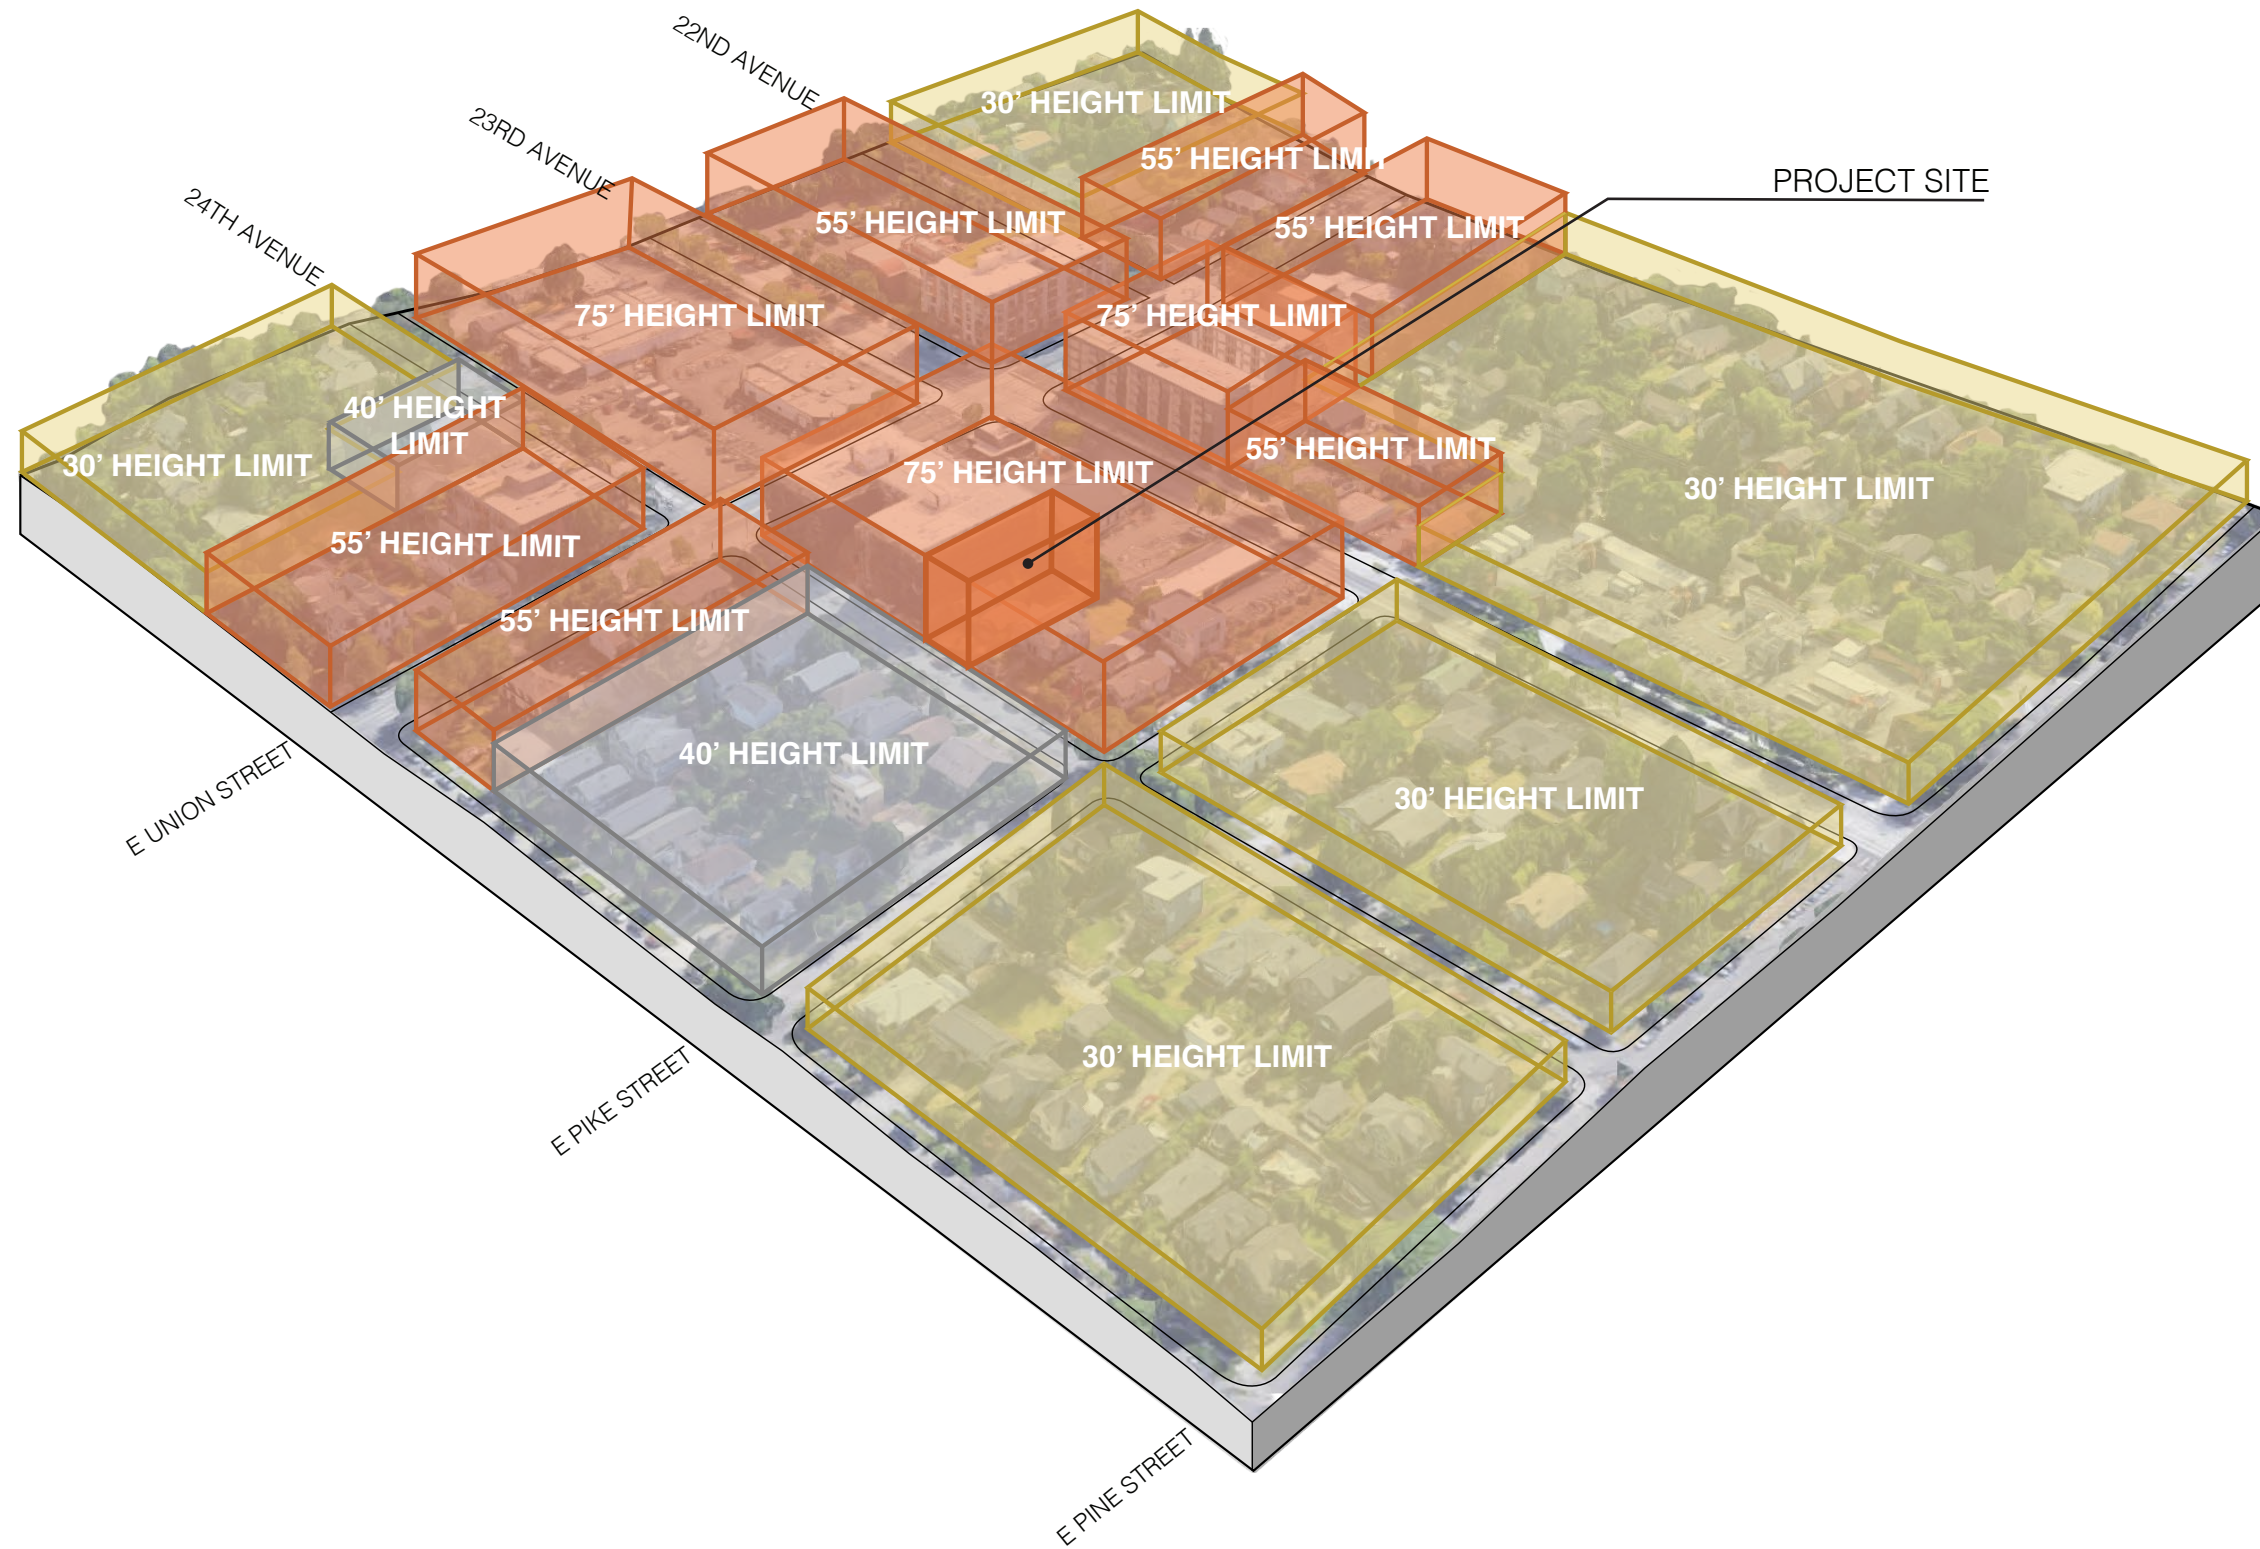 22ND AVENUE
30’ HEIGHT LIMIT
23RD AVENUE
55’ HEIGHT LIMIT
PROJECT SITE
24TH AVENUE
55’ HEIGHT LIMIT
55’ HEIGHT LIMIT
75’ HEIGHT LIMIT
75’ HEIGHT LIMIT
40’ HEIGHT
LIMIT
30’ HEIGHT LIMIT
55’ HEIGHT LIMIT
75’ HEIGHT LIMIT
30’ HEIGHT LIMIT
55’ HEIGHT LIMIT
55’ HEIGHT LIMIT
40’ HEIGHT LIMIT
30’ HEIGHT LIMIT
E UNION STREET
30’ HEIGHT LIMIT
E PIKE STREET
E PINE STREET